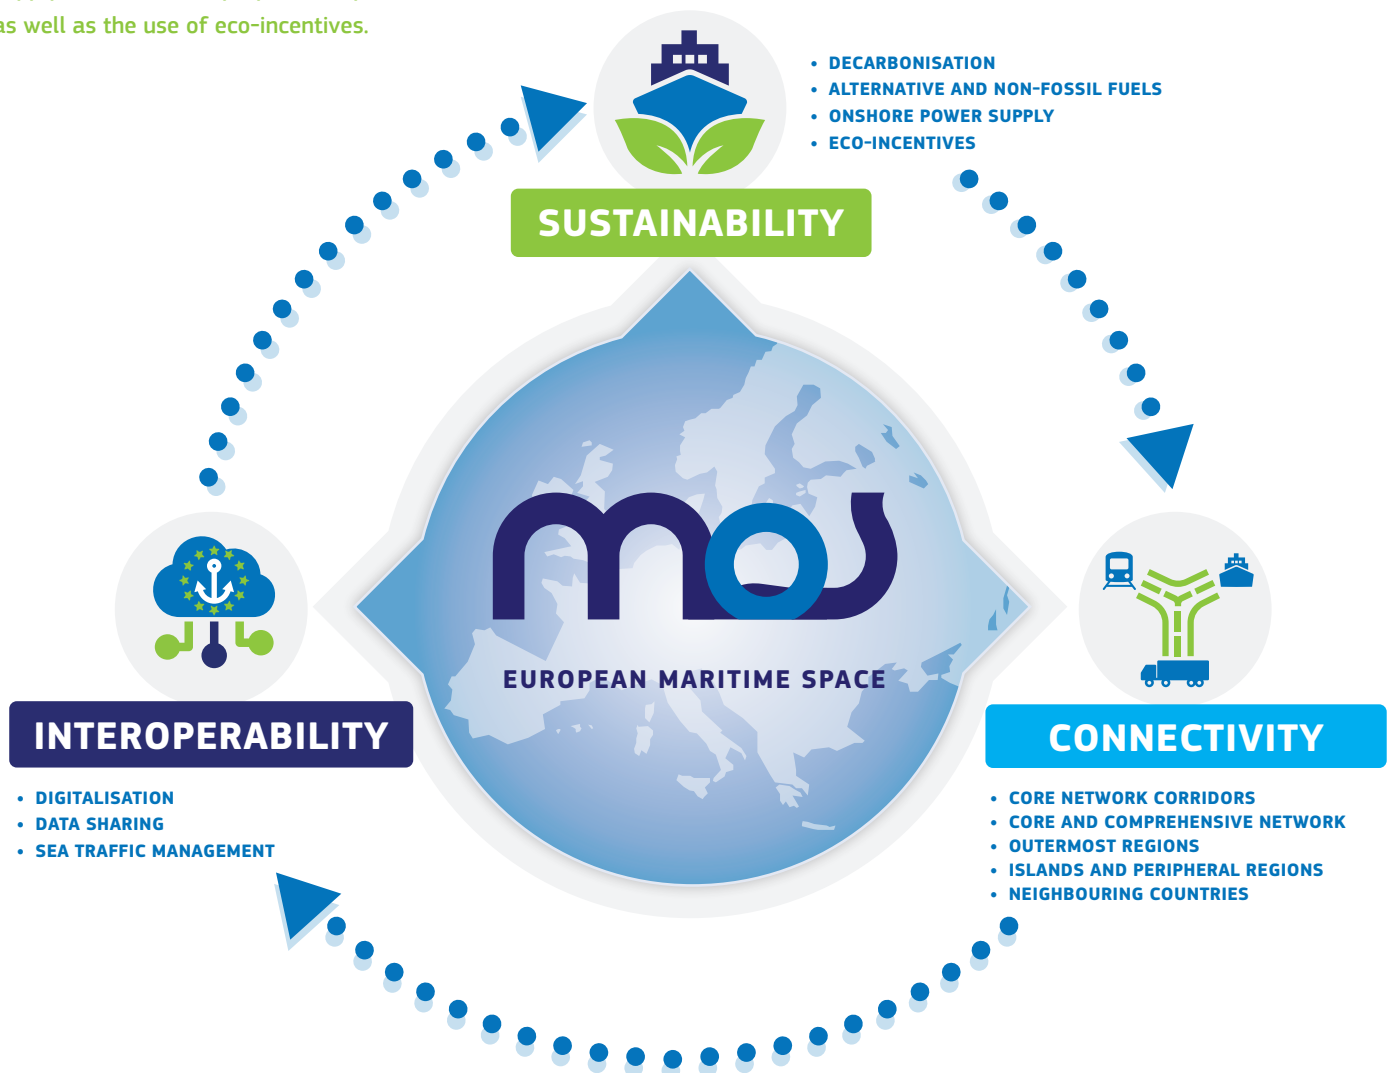 as well as the use of eco-incentives.
• DECARBONISATION
• ALTERNATIVE AND NON-FOSSIL FUELS
• ONSHORE POWER SUPPLY
• ECO-INCENTIVES
SUSTAINABILITY
mos
EUROPEAN MARITIME SPACE
INTEROPERABILITY
• DIGITALISATION
• DATA SHARING
• SEA TRAFFIC MANAGEMENT
CONNECTIVITY
• CORE NETWORK CORRIDORS
• CORE AND COMPREHENSIVE NETWORK
• OUTERMOST REGIONS
• ISLANDS AND PERIPHERAL REGIONS
• NEIGHBOURING COUNTRIES